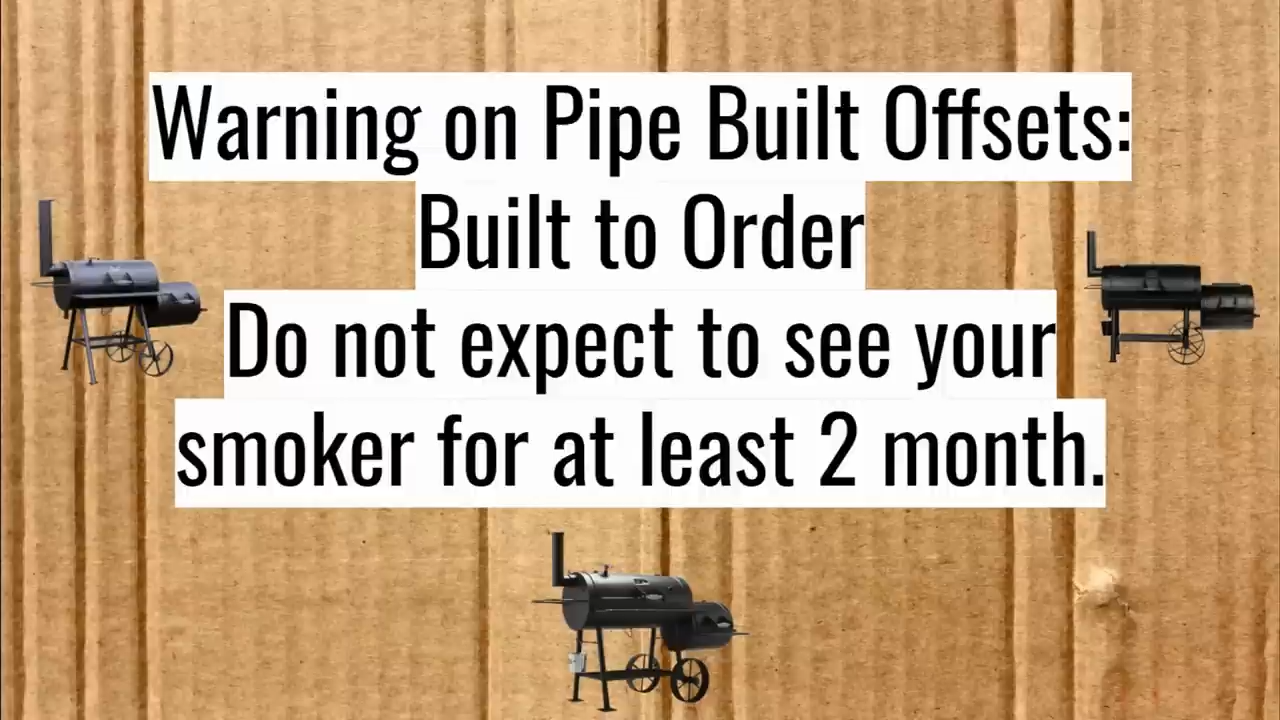 Warning on Pipe Built Offsets:
Built to Order
Do not expect to see your
smoker for at least 2 month.